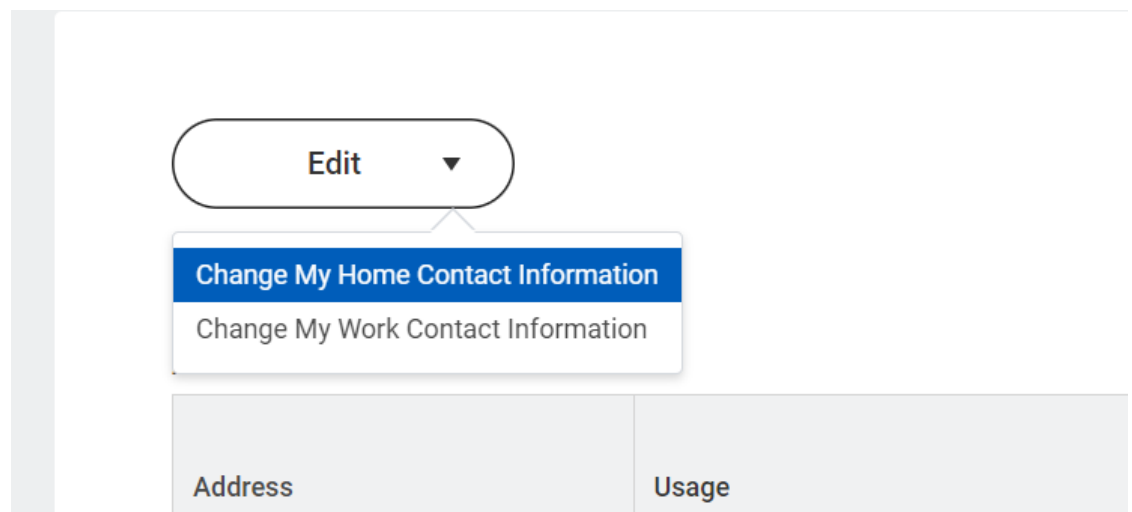 Edit
Change My Home Contact Information
Change My Work Contact Information
Address
Usage